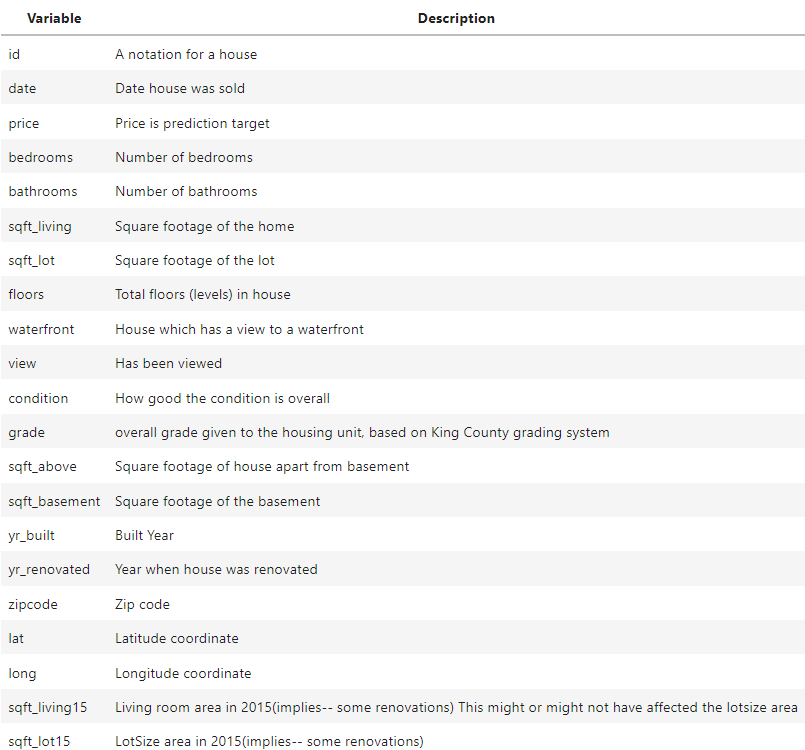 Variable Description
id A notation for a house
date Date house was sold
price Price is prediction target
bedrooms Number of bedrooms
bathrooms Number of bathrooms
sqft_living Square footage of the home
sqft_lot Square footage of the lot
floors Total floors (levels) in house
waterfront House which has a view to a waterfront
view Has been viewed
condition How good the condition is overall
grade overall grade given to the housing unit, based on King County grading system
sqft_above Square footage of house apart from basement
sqft_basement Square footage of the basement
yr_built Built Year
yr_renovated Year when house was renovated
zipcode Zip code
lat Latitude coordinate
long Longitude coordinate
sqft_living15 Living room area in 2015(implies-- some renovations) This might or might not have affected the lotsize area
sqft_lot15 LotSize area in 2015(implies-- some renovations)